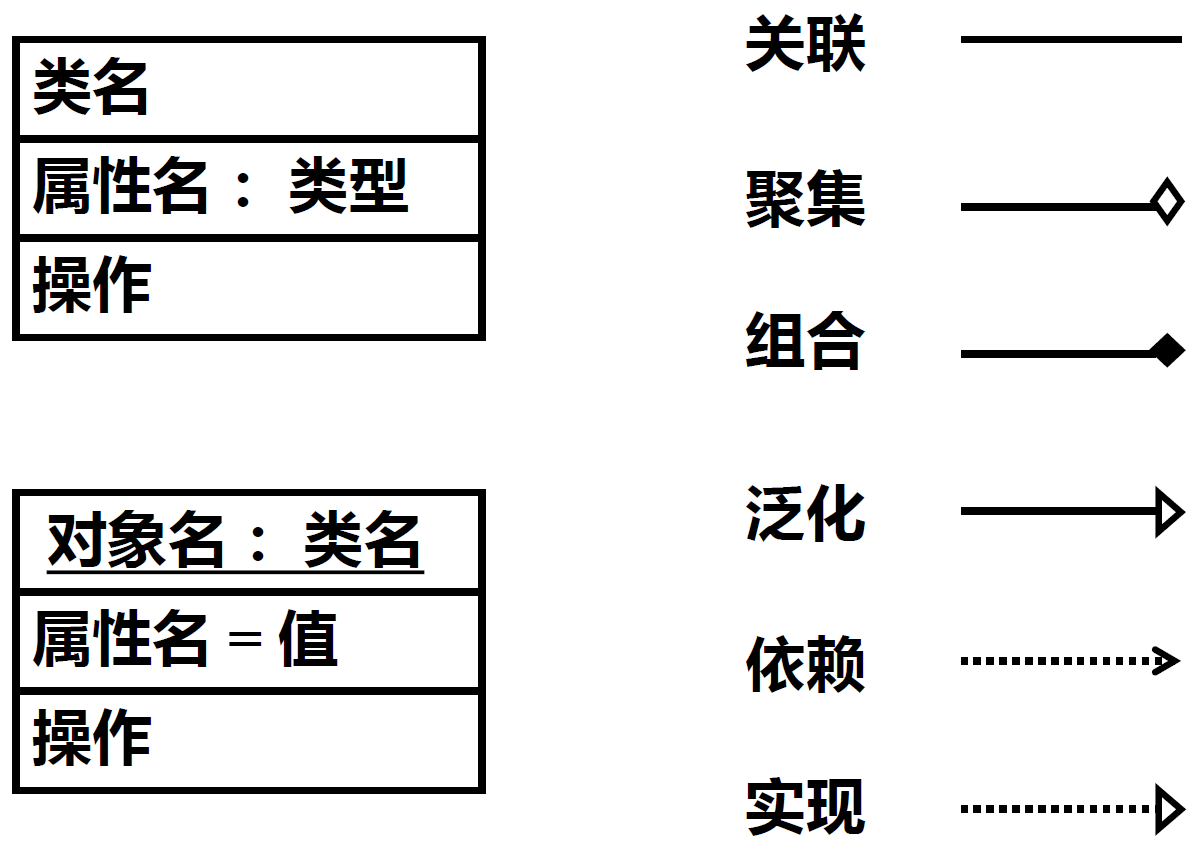 类名
属性名： 类型
操作
对象名： 类名
属性名 = 值
操作
关联
聚集
组合
泛化
依赖
实现